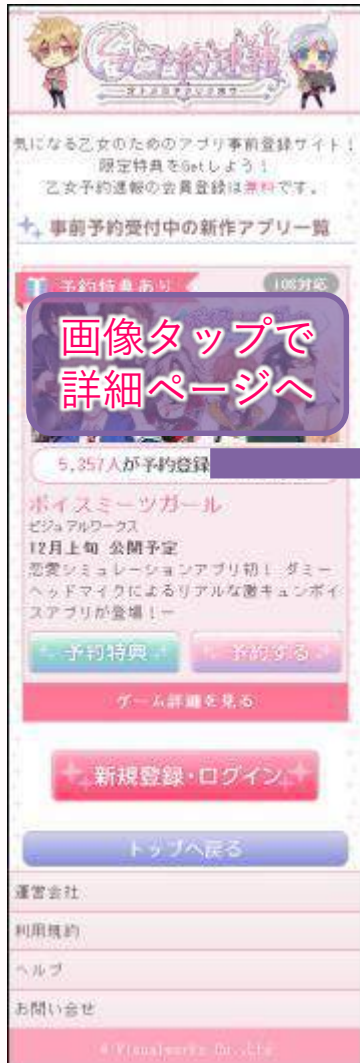 乙女予約速報
気になる乙女のためのアプリ事前登録サイト!
限定特典をGetしよう!
乙女予約速報の会員登録は無料です。
事前予約受付中の新作アプリ一覧
予約特典あり
iOS対応
画像タップで
詳細ページへ
5,357人が予約登録
ボイスミーツガール
ビジュアルワークス
12月上旬 公開予定
恋愛シミュレーションアプリ初! ダミー
ヘッドマイクによるリアルな激キュンボイ
スアプリが登場!ー
予約特典
予約する
ゲーム詳細を見る
新規登録・ログイン
トップへ戻る
運営会社
利用規約
ヘルプ
お問い合せ
© Visualworks Co.,Ltd